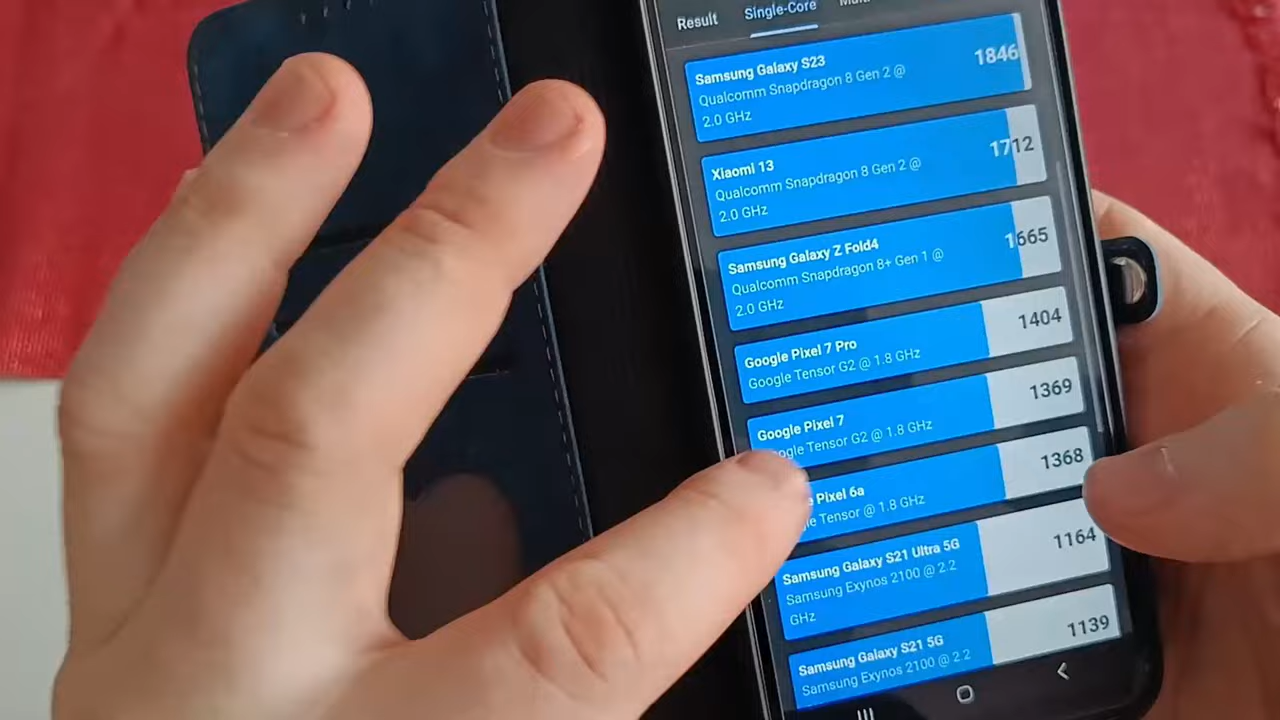 Result Single-Core
Samsung Galaxy S23
1846
Qualcomm Snapdragon 8 Gen 2 @
2.0 GHz
Xiaomi 13
1712
Qualcomm Snapdragon 8 Gen 2 @
2.0 GHz
Samsung Galaxy Z Fold4
1665
Qualcomm Snapdragon 8+ Gen 1 @
2.0 GHz
Google Pixel 7 Pro
1404
Google Tensor G2 @ 1.8 GHz
Google Pixel 7
1369
Tensor G2 @ 1.8 GHz
Pixel 6a
1368
Tensor @ 1.8 GHz
Samsung Galaxy S21 Ultra 5G
1164
Samsung Exynos 2100 @ 2.2
GHz
Samsung Galaxy S21 5G
1139
Samsung Exynos 2100 @ 2.2